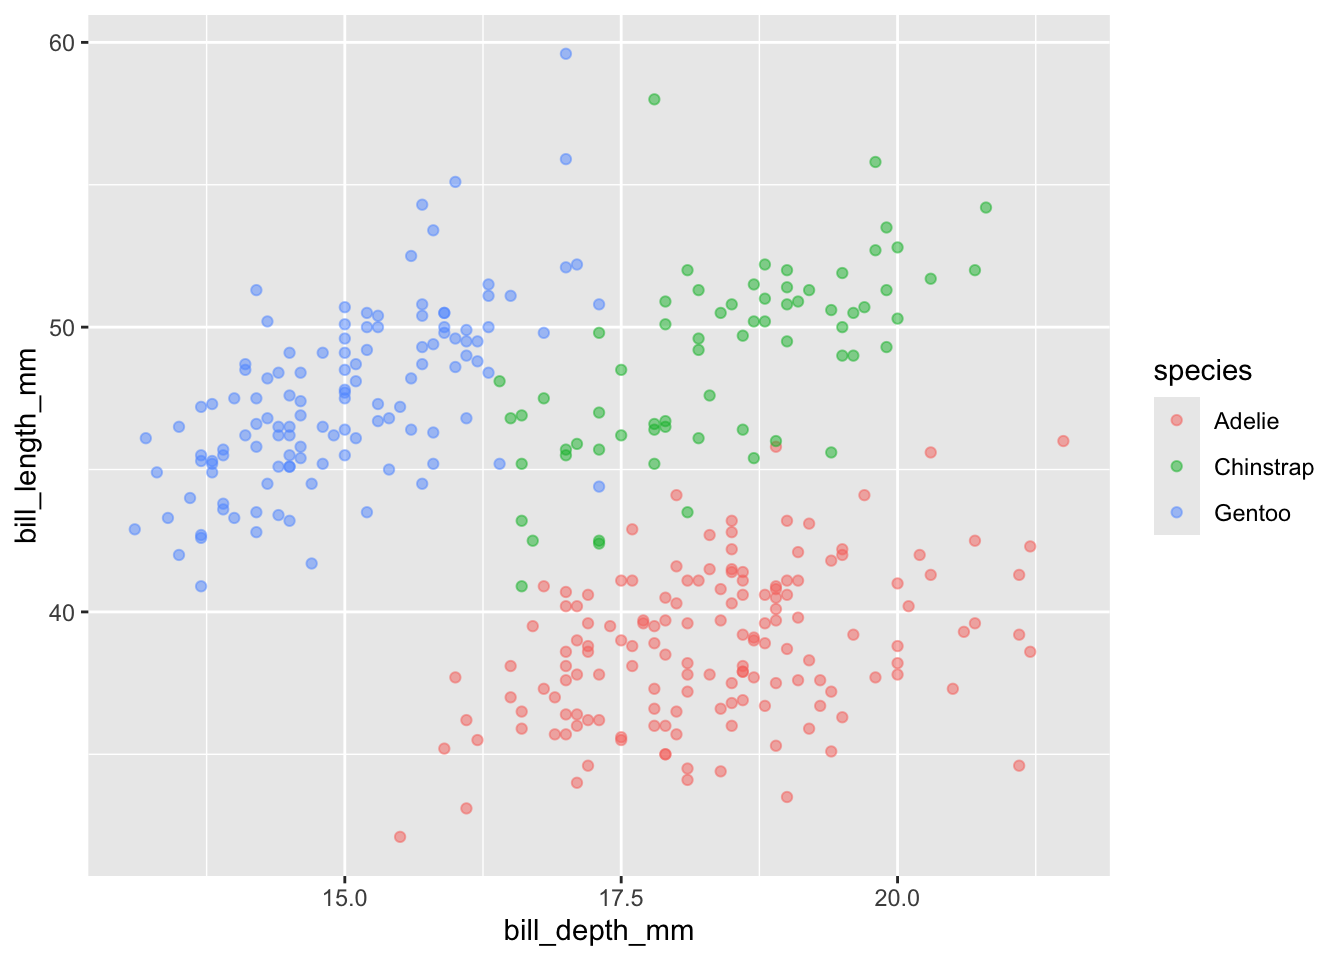 60
50
40
bill_length_mm
15.0
17.5
20.0
bill_depth_mm
species
Adelie
Chinstrap
Gentoo